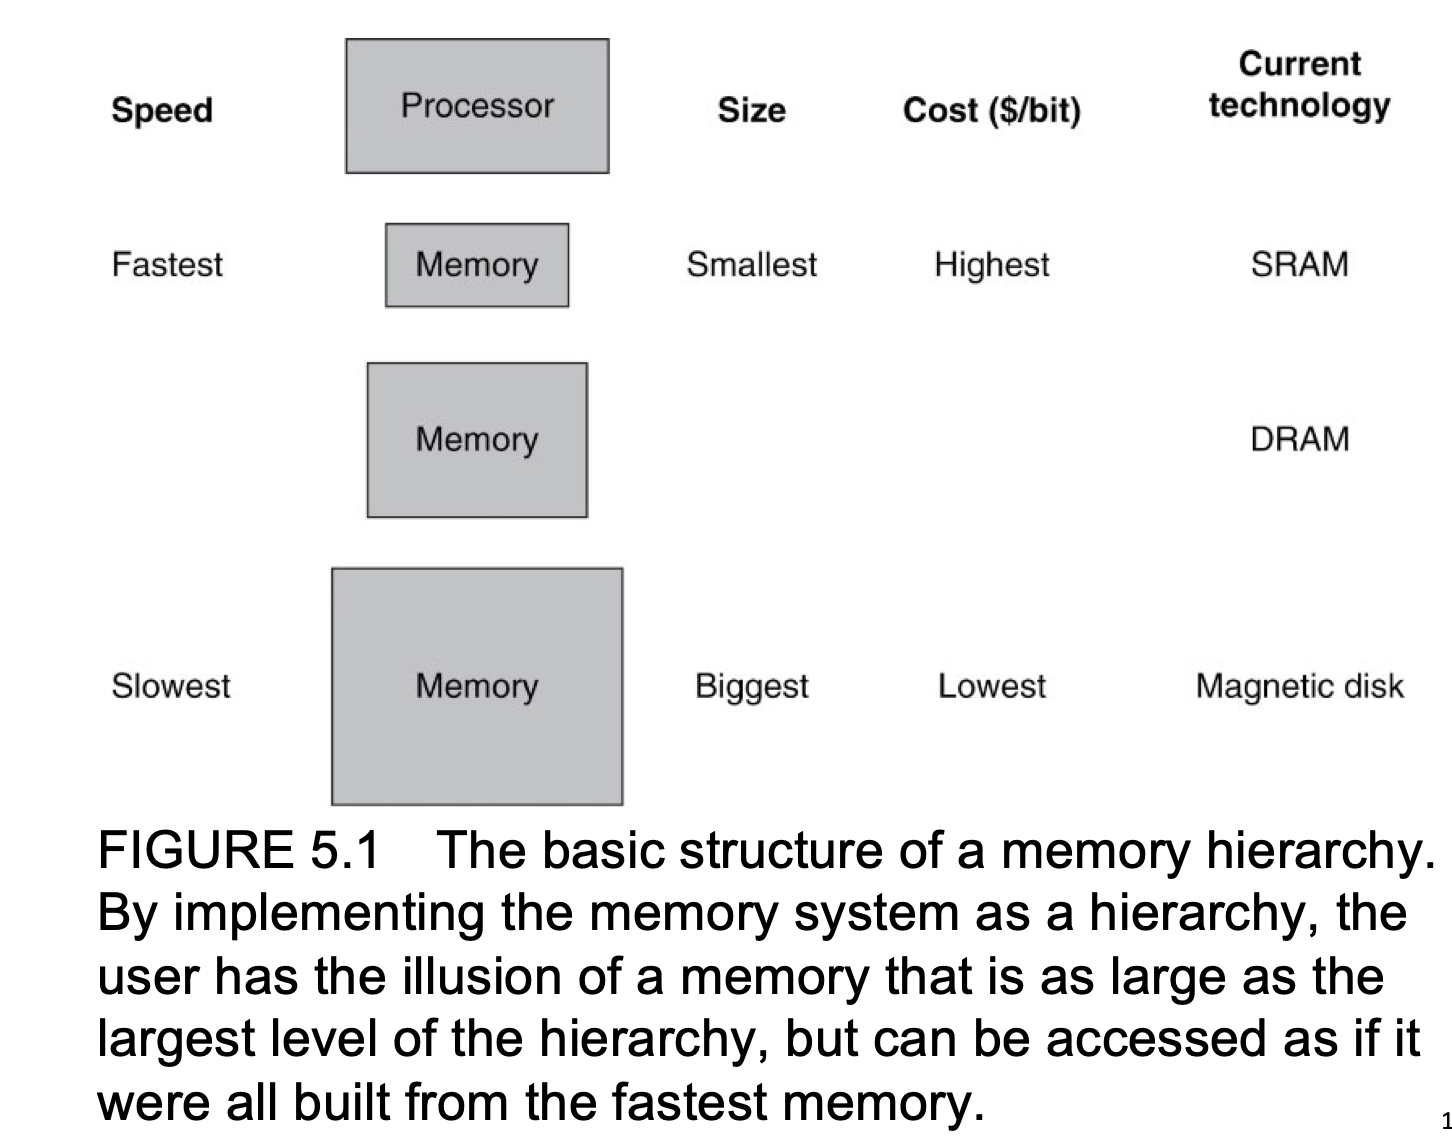 Speed Processor Size Cost ($/bit) Current technology
Fastest Memory Smallest Highest SRAM
Memory DRAM
Slowest Memory Biggest Lowest Magnetic disk
FIGURE 5.1 The basic structure of a memory hierarchy.
By implementing the memory system as a hierarchy, the
user has the illusion of a memory that is as large as the
largest level of the hierarchy, but can be accessed as if it
were all built from the fastest memory.
1